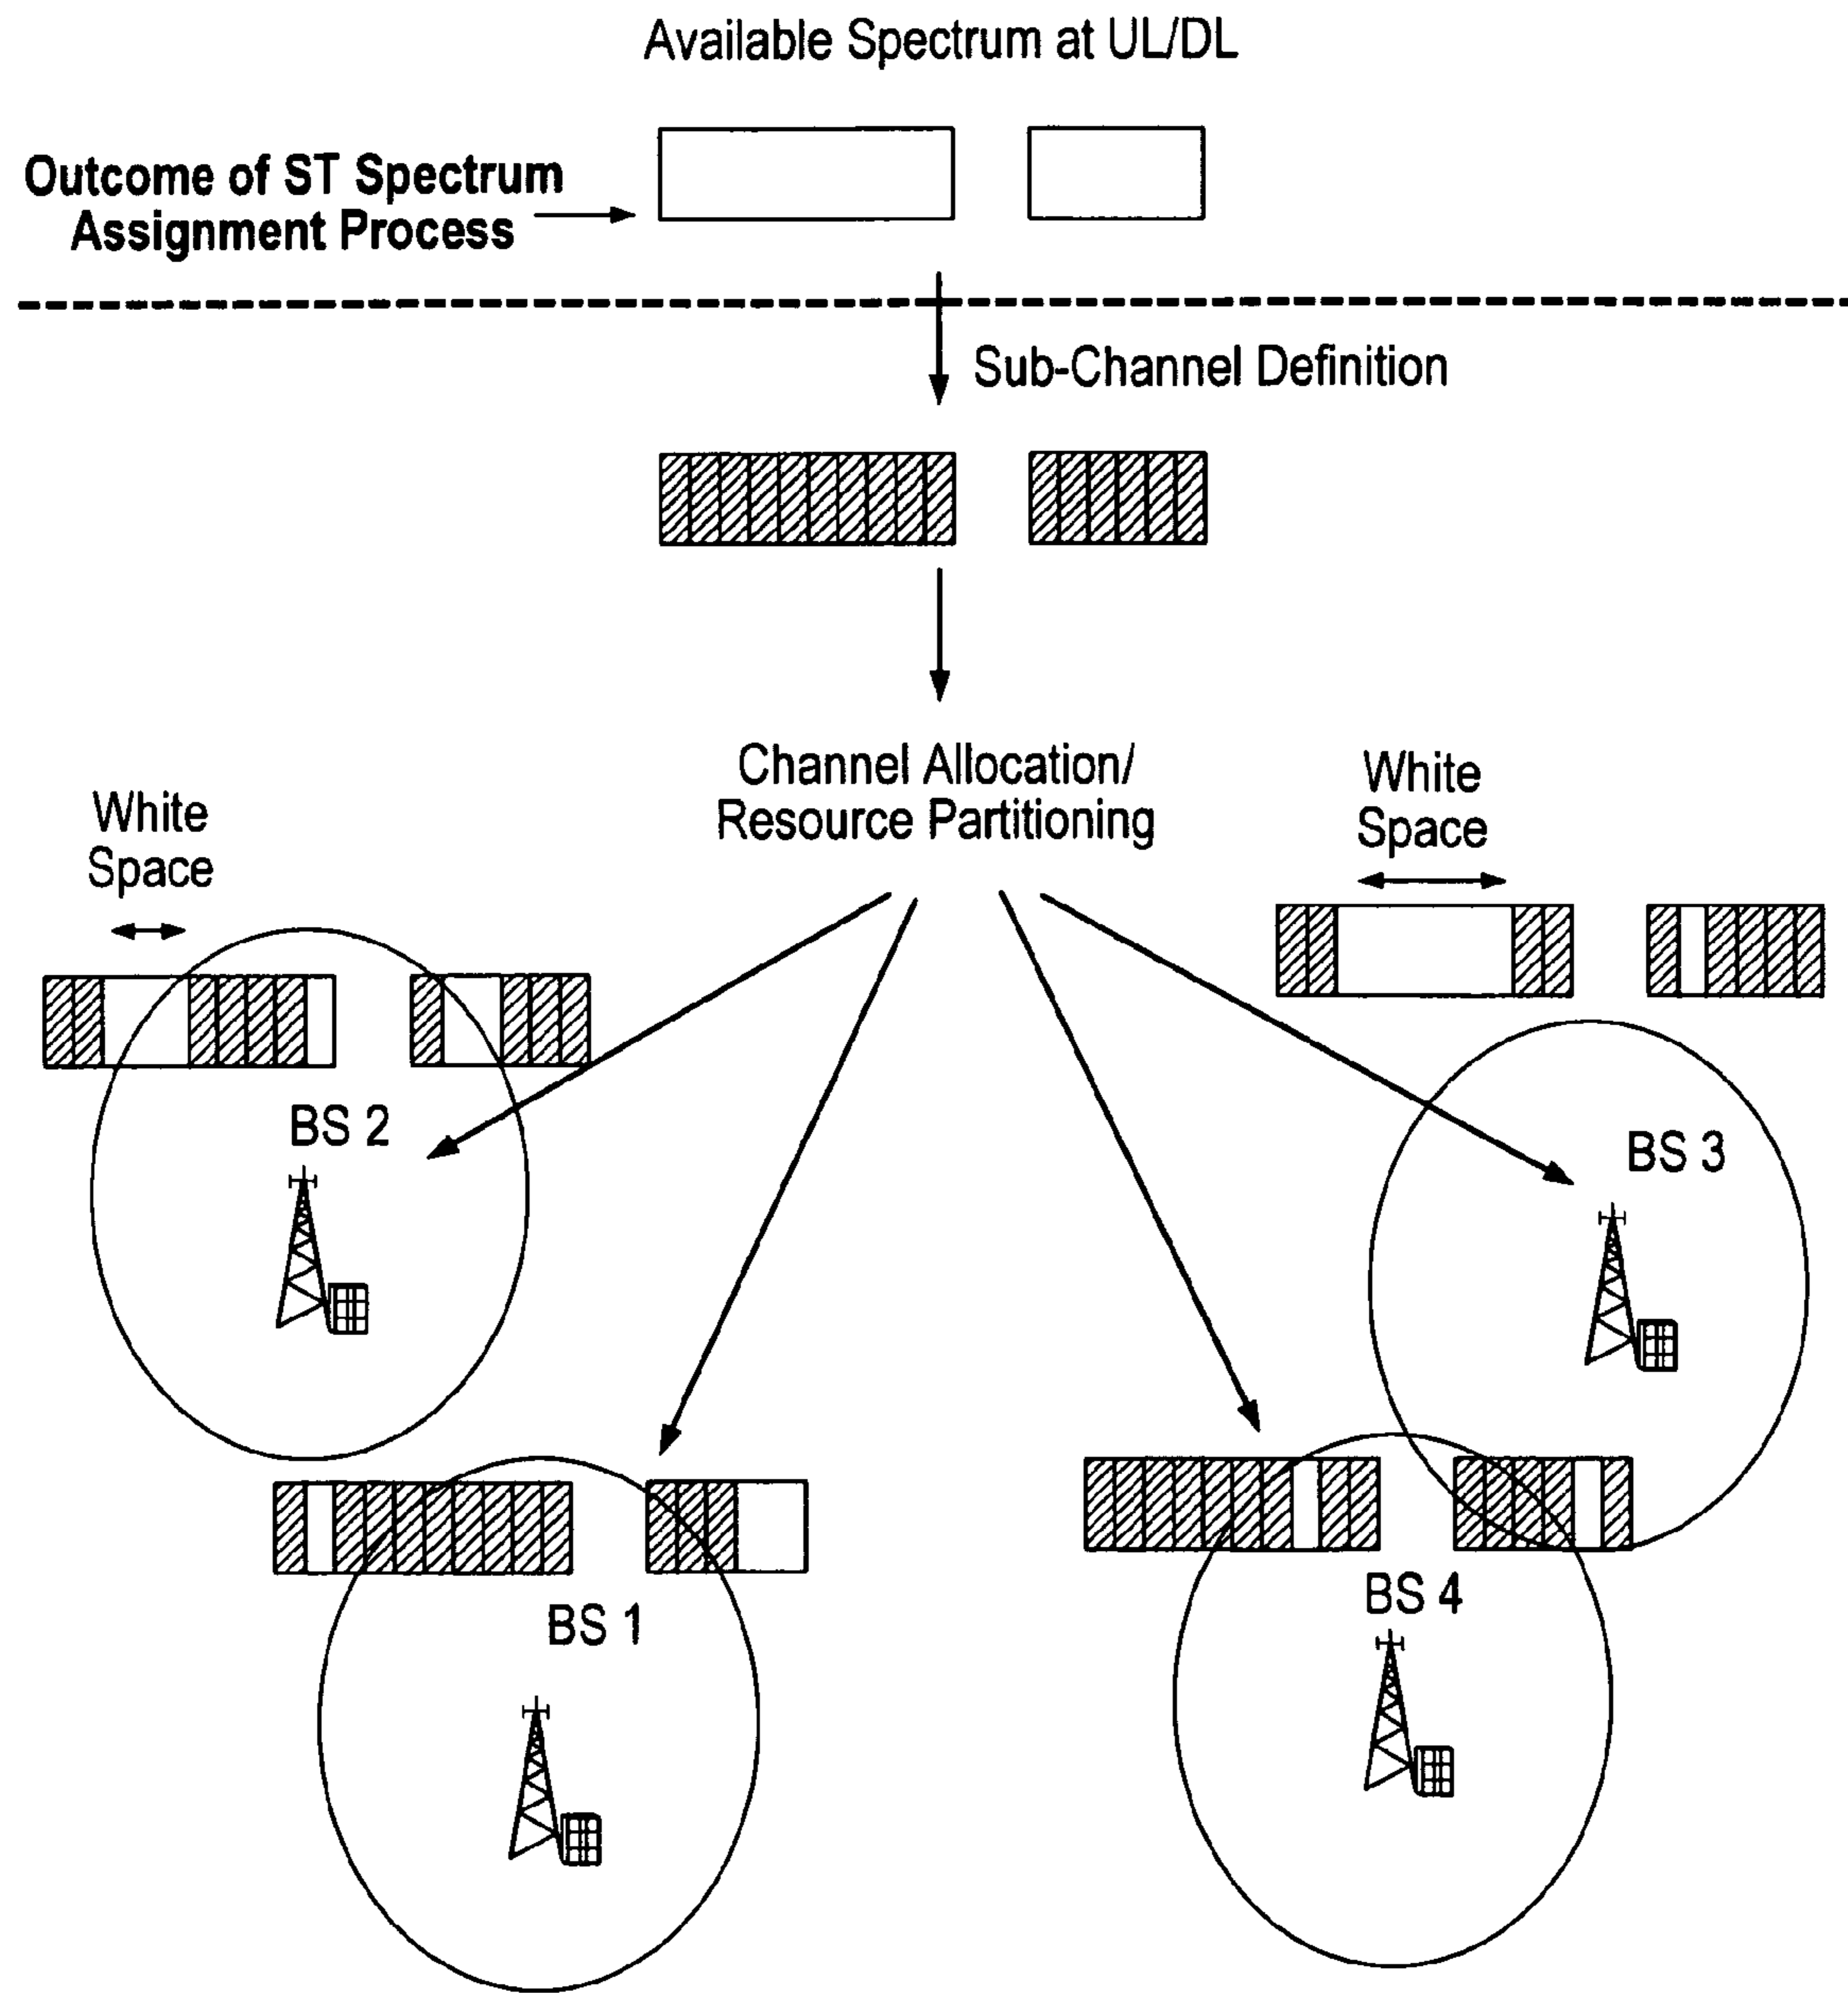 Available Spectrum at UL/DL
Outcome of ST Spectrum
Assignment Process
Sub-Channel Definition
Channel Allocation/
Resource Partitioning
White
Space
White
Space
BS 2
BS 3
BS 1
BS 4